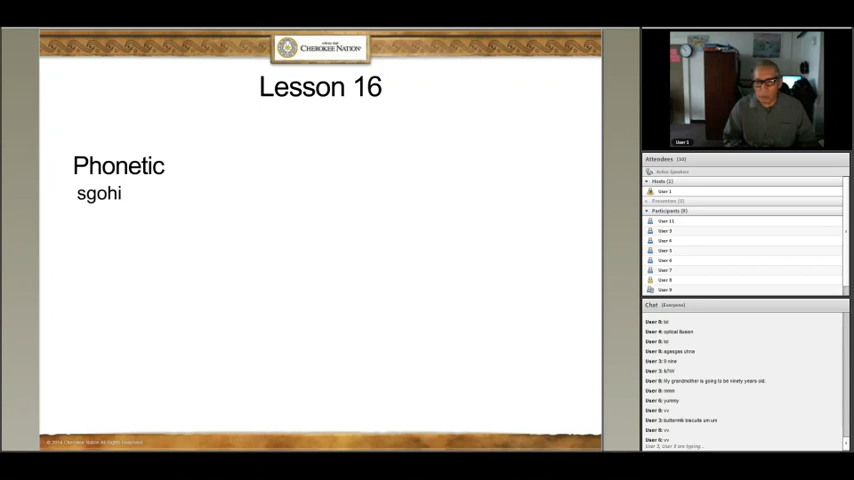 CHEROKEE NATION
Lesson 16
Phonetic
sgohi
© 2014 Cherokee Nation All Rights Reserved
User 1
Attendees (10)
Active Speakers
Hosts (1)
User 1
Participants (9)
User 11
User 3
User 4
User 5
User 6
User 7
User 8
User 9
Chat (Everyone)
User 8: lol
User 4: optical illusion
User 8: lol
User 8: agasgas uhna
User 3: 9 nine
User 8: My grandmother is going to be ninety years old.
User 8: mmm
User 6: yummy
User 8: vv
User 3: buttermilk biscuits um um
User 8: vv
User 6: vv